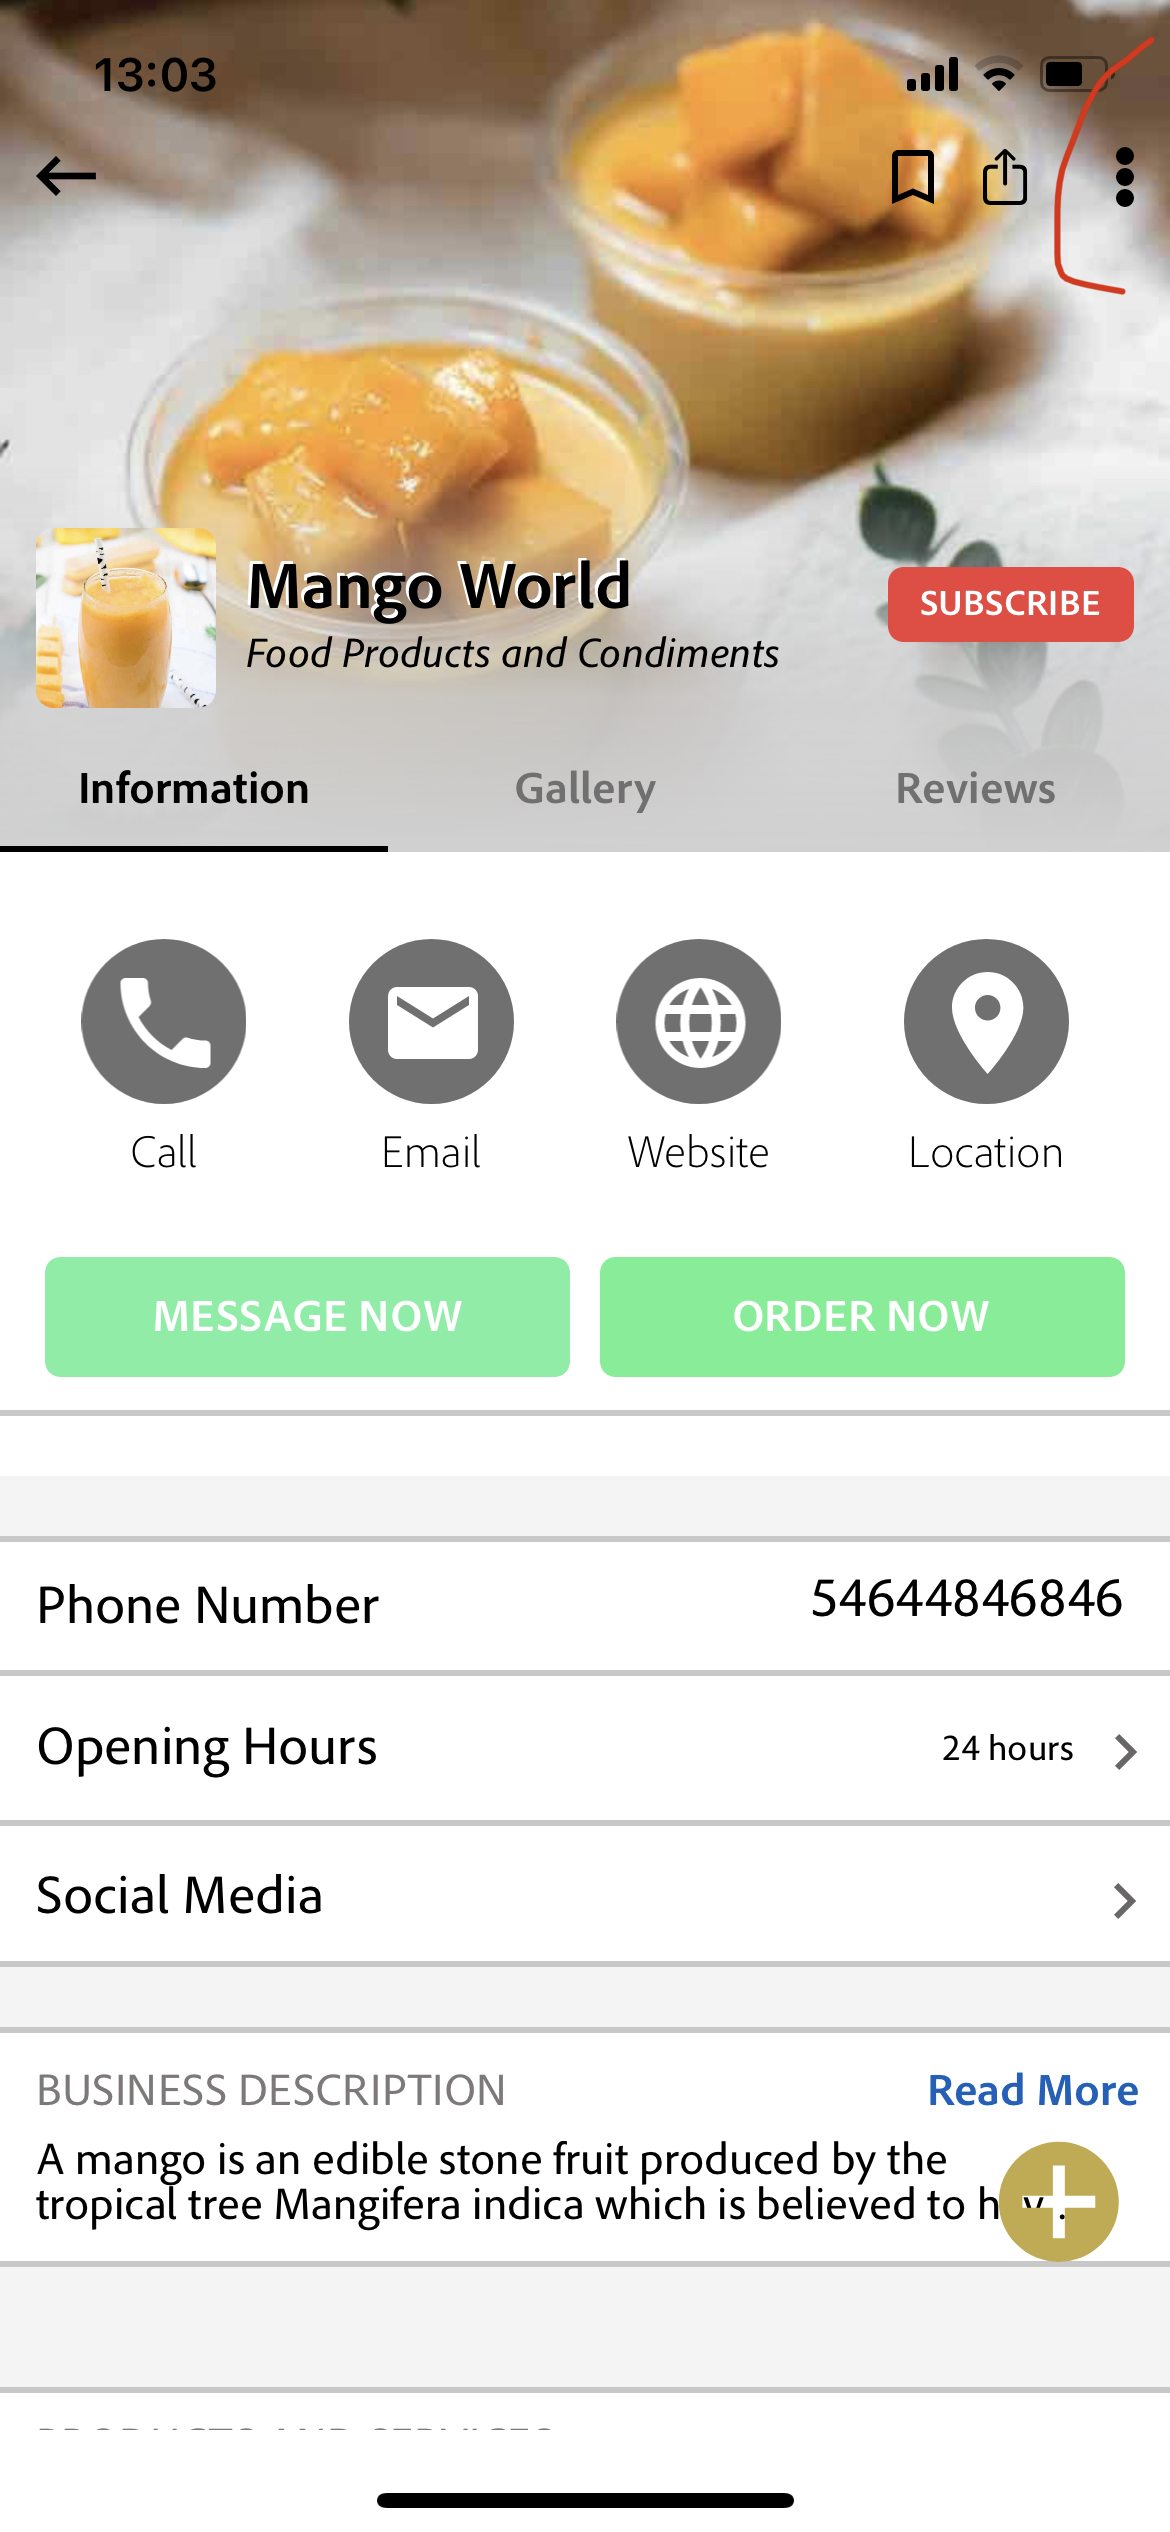 13:03
Mango World
Food Products and Condiments
SUBSCRIBE
Information Gallery Reviews
Call Email Website Location
MESSAGE NOW ORDER NOW
Phone Number 54644846846
Opening Hours 24 hours
Social Media
BUSINESS DESCRIPTION Read More
A mango is an edible stone fruit produced by the
tropical tree Mangifera indica which is believed to